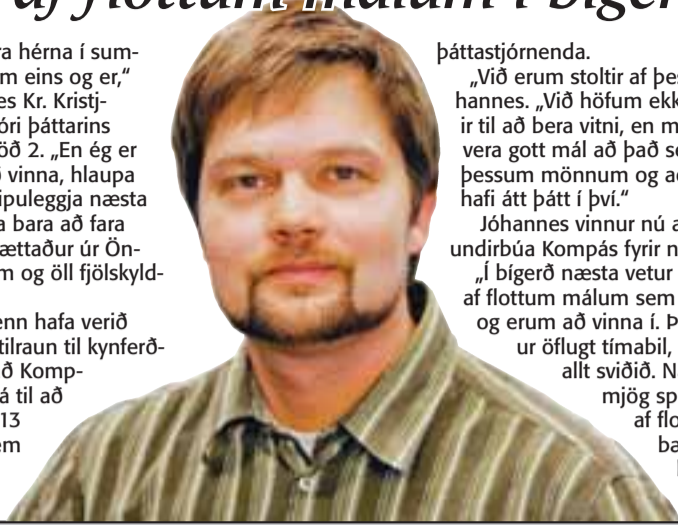 af flottum málum í bíger
ra hérna í sum-
m eins og er,“
es Kr. Kristj-
óri þáttarins
öð 2. „En ég er
vinna, hlaupa
ipuleggja næsta
a bara að fara
ættaður úr Ön-
m og öll fjölskyld-
enn hafa verið
tilraun til kynferð-
ð Komp-
á til að
13
em
þáttastjórnenda.
„Við erum stoltir af þes
hannes. „Við höfum ekk
ir til að bera vitni, en m
vera gott mál að það se
þessum mönnum og a
hafi átt þátt í því.“
Jóhannes vinnur nú a
undirbúa Kompás fyrir n
„Í bígerð næsta vetur
af flottum málum sem
og erum að vinna í. Þ
ur öflugt tímabil,
allt sviðið. N
mjög sp
af flo
ba